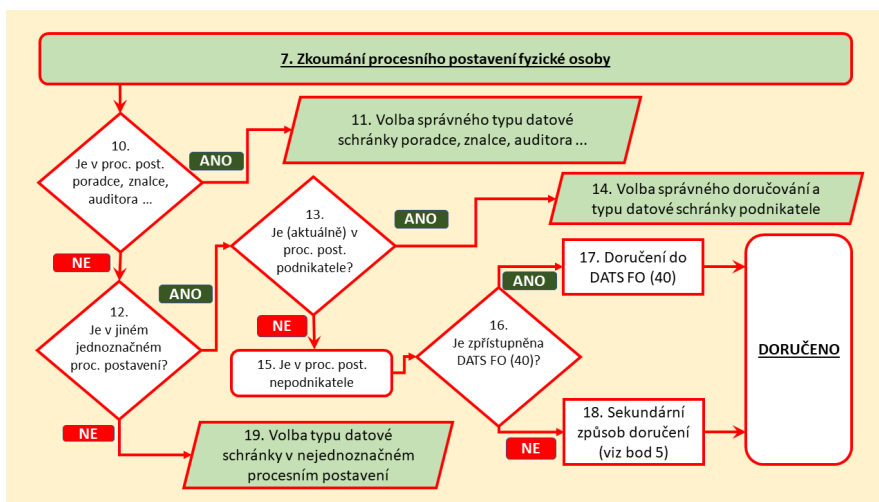 7. Zkoumání procesního postavení fyzické osoby
10.
Je v proc. post.
poradce, znalce,
auditora ...
ANO
11. Volba správného typu datové
schránky poradce, znalce, auditora ...
NE
13.
Je (aktuálně) v
proc. post.
podnikatele?
ANO
14. Volba správného doručování a
typu datové schránky podnikatele
12.
Je v jiném
jednoznačném
proc. postavení?
ANO
NE
15. Je v proc. post.
nepodnikatele
16.
Je zpřístupněna
DATS FO (40)?
ANO
17. Doručení do
DATS FO (40)
NE
18. Sekundární
způsob doručení
(viz bod 5)
DORUČENO
NE
19. Volba typu datové
schránky v nejednoznačném
procesním postavení